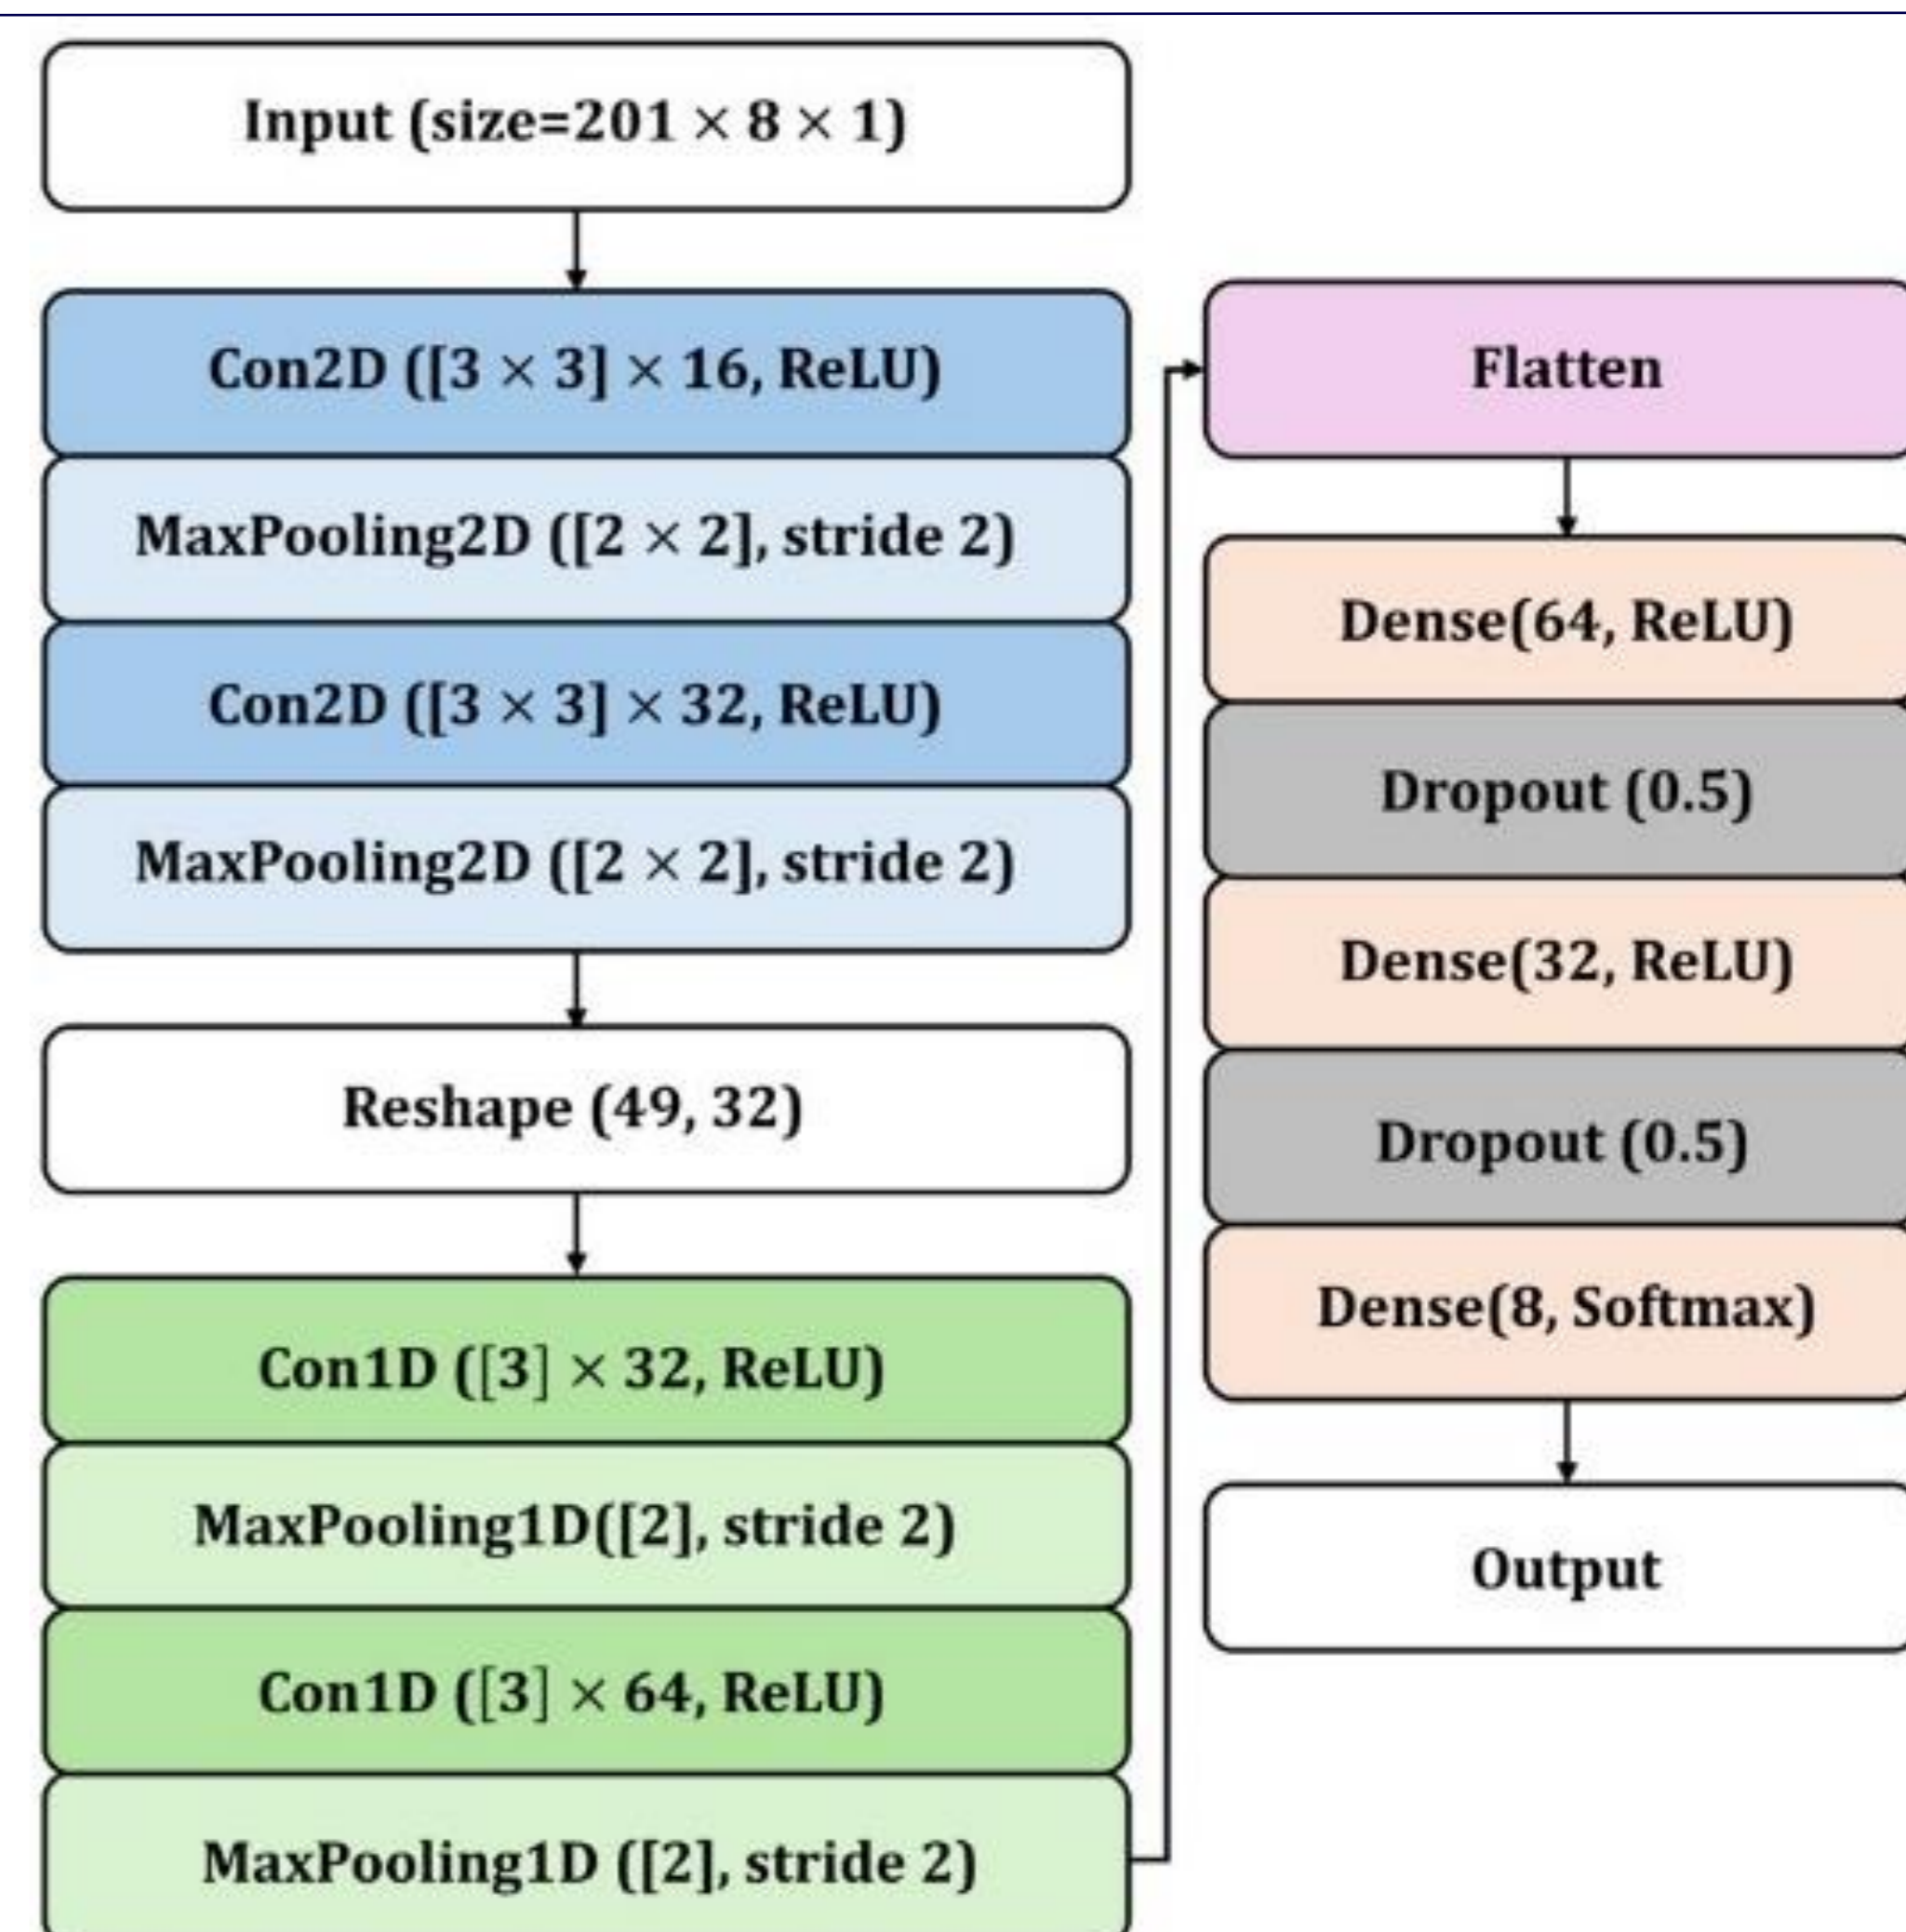 Input (size=201 × 8 × 1)
Con2D ([3 × 3] × 16, ReLU)
MaxPooling2D ([2 × 2], stride 2)
Con2D ([3 × 3] × 32, ReLU)
MaxPooling2D ([2 × 2], stride 2)
Reshape (49, 32)
Con1D ([3] × 32, ReLU)
MaxPooling1D([2], stride 2)
Con1D ([3] × 64, ReLU)
MaxPooling1D ([2], stride 2)
Flatten
Dense(64, ReLU)
Dropout (0.5)
Dense(32, ReLU)
Dropout (0.5)
Dense(8, Softmax)
Output